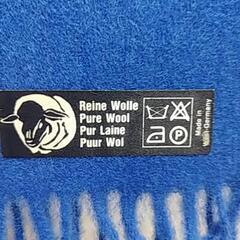 Reine Wolle
Pure Wool
Pur Laine
Puur Wol
P
Made in
West-Germany